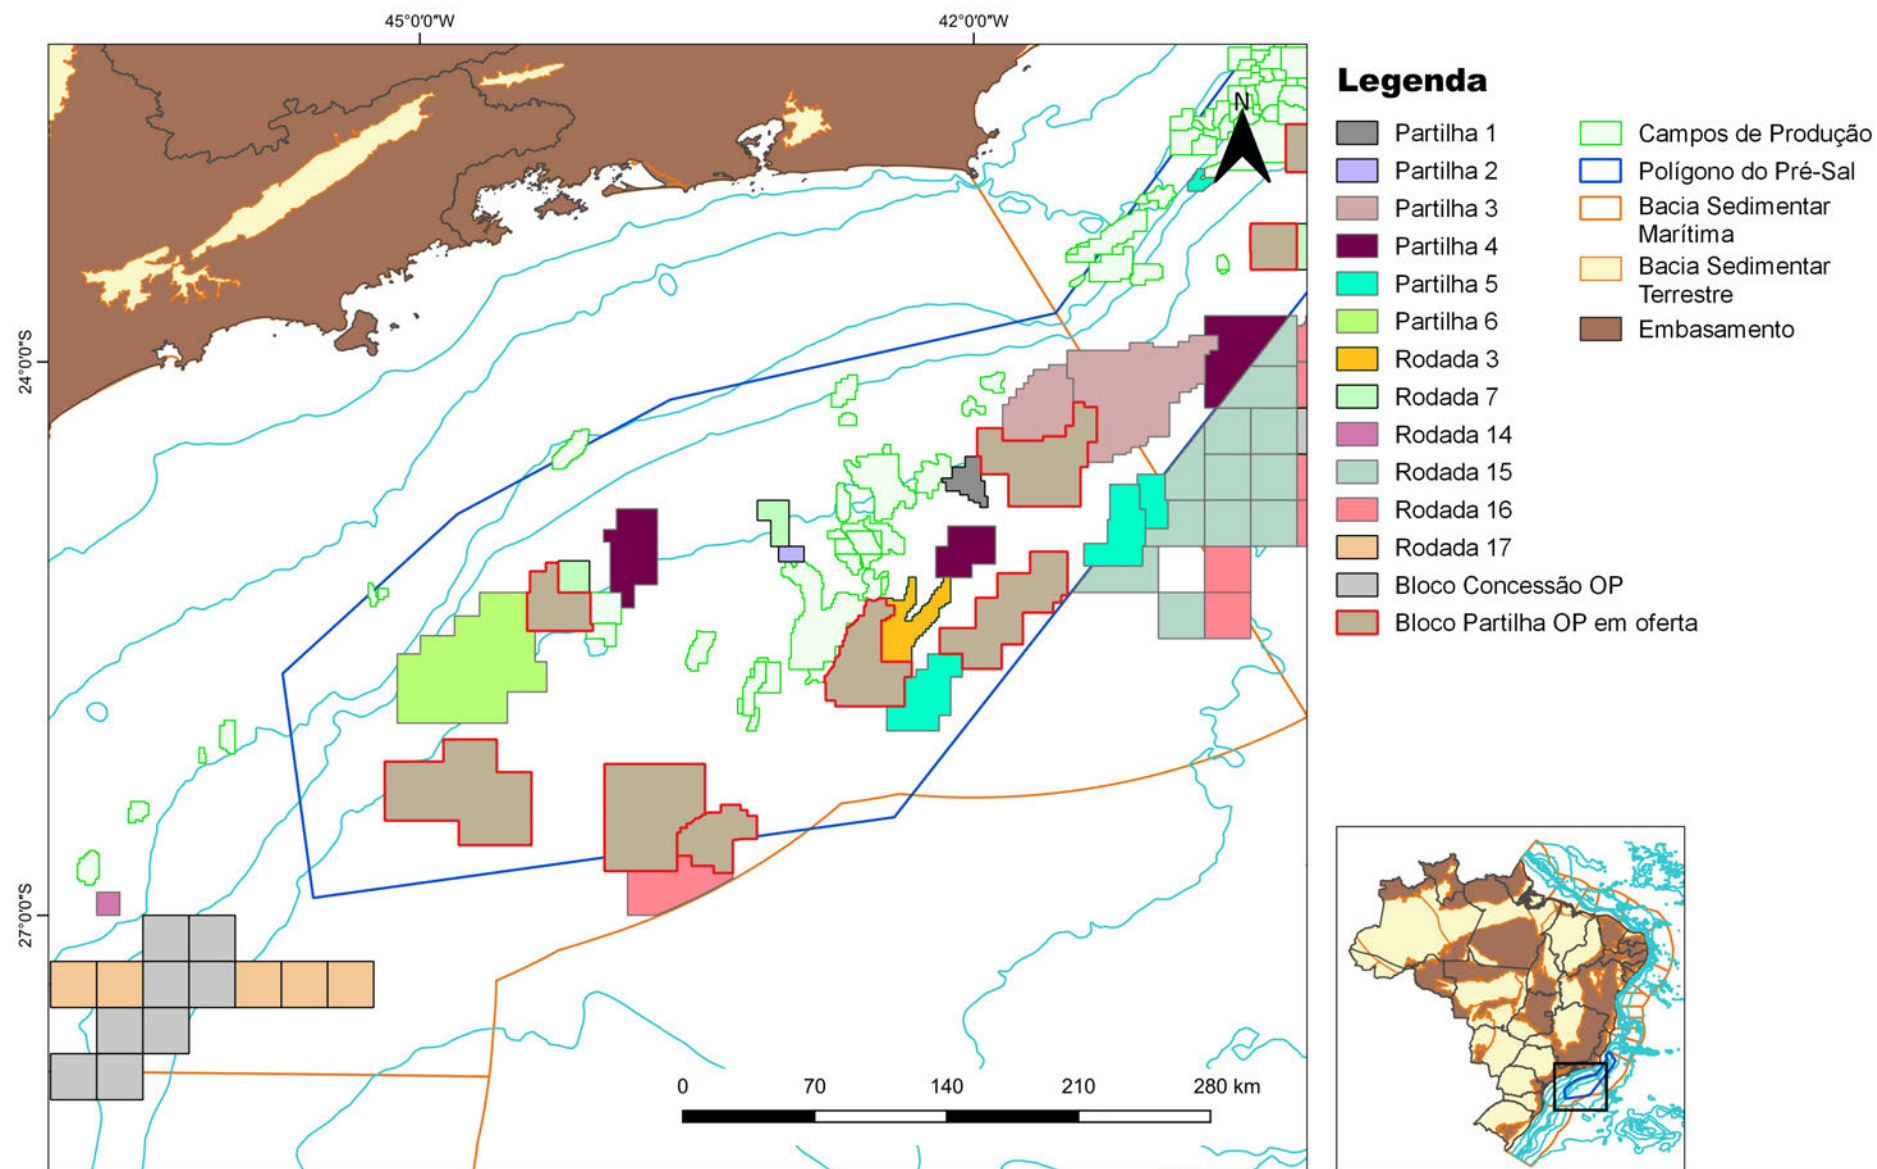 45°0'0"W
42°0'0"W
24°0'0"S
27°0'0"S
N
0 70 140 210 280 km
Legenda
Partilha 1
Partilha 2
Partilha 3
Partilha 4
Partilha 5
Partilha 6
Rodada 3
Rodada 7
Rodada 14
Rodada 15
Rodada 16
Rodada 17
Bloco Concessão OP
Bloco Partilha OP em oferta
Campos de Produção
Polígono do Pré-Sal
Bacia Sedimentar
Marítima
Bacia Sedimentar
Terrestre
Embasamento